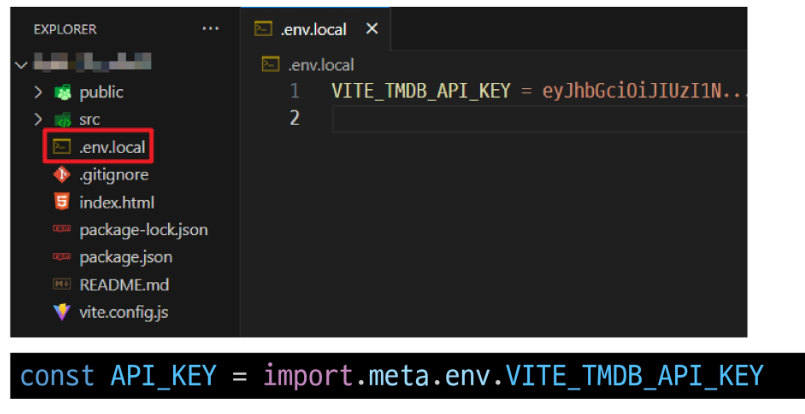 EXPLORER ...
.env.local
.env.local
1 VITE_TMDB_API_KEY = eyJhbGciOiJIUzI1N...
2
public
src
.env.local
.gitignore
index.html
package-lock.json
package.json
README.md
vite.config.js
const API_KEY = import.meta.env.VITE_TMDB_API_KEY